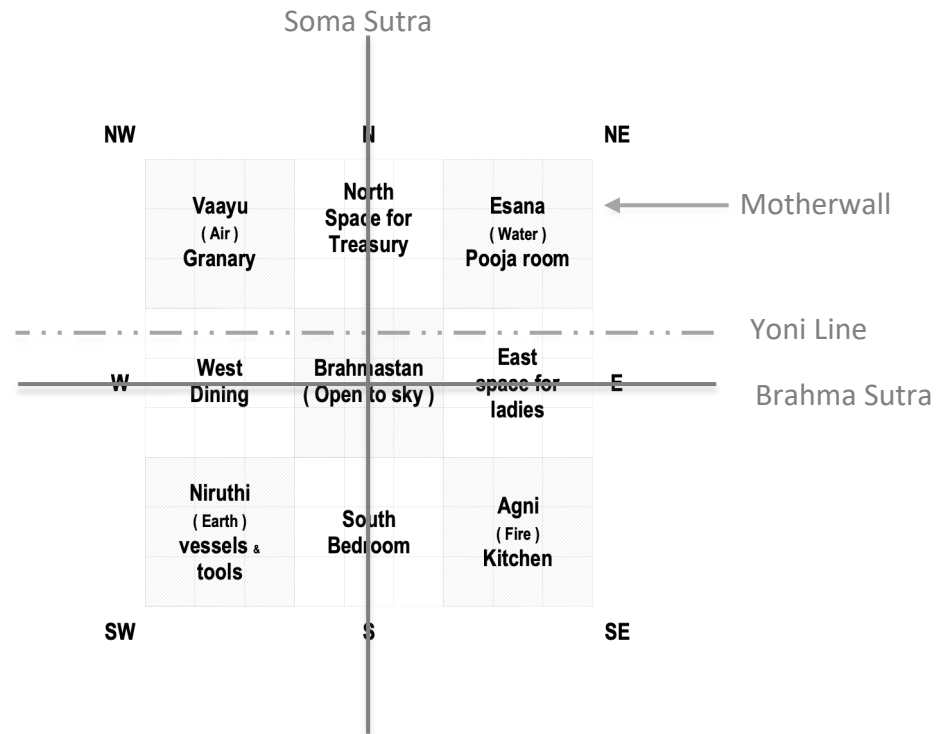 Soma Sutra
NW
N
NE
Vaayu
( Air )
Granary
North
Space for
Treasury
Esana
( Water )
Pooja room
Motherwall
Yoni Line
W
West
Dining
Brahmastan
( Open to sky )
East
space for
ladies
E
Brahma Sutra
Niruthi
( Earth )
vessels &
tools
South
Bedroom
Agni
( Fire )
Kitchen
SW
S
SE